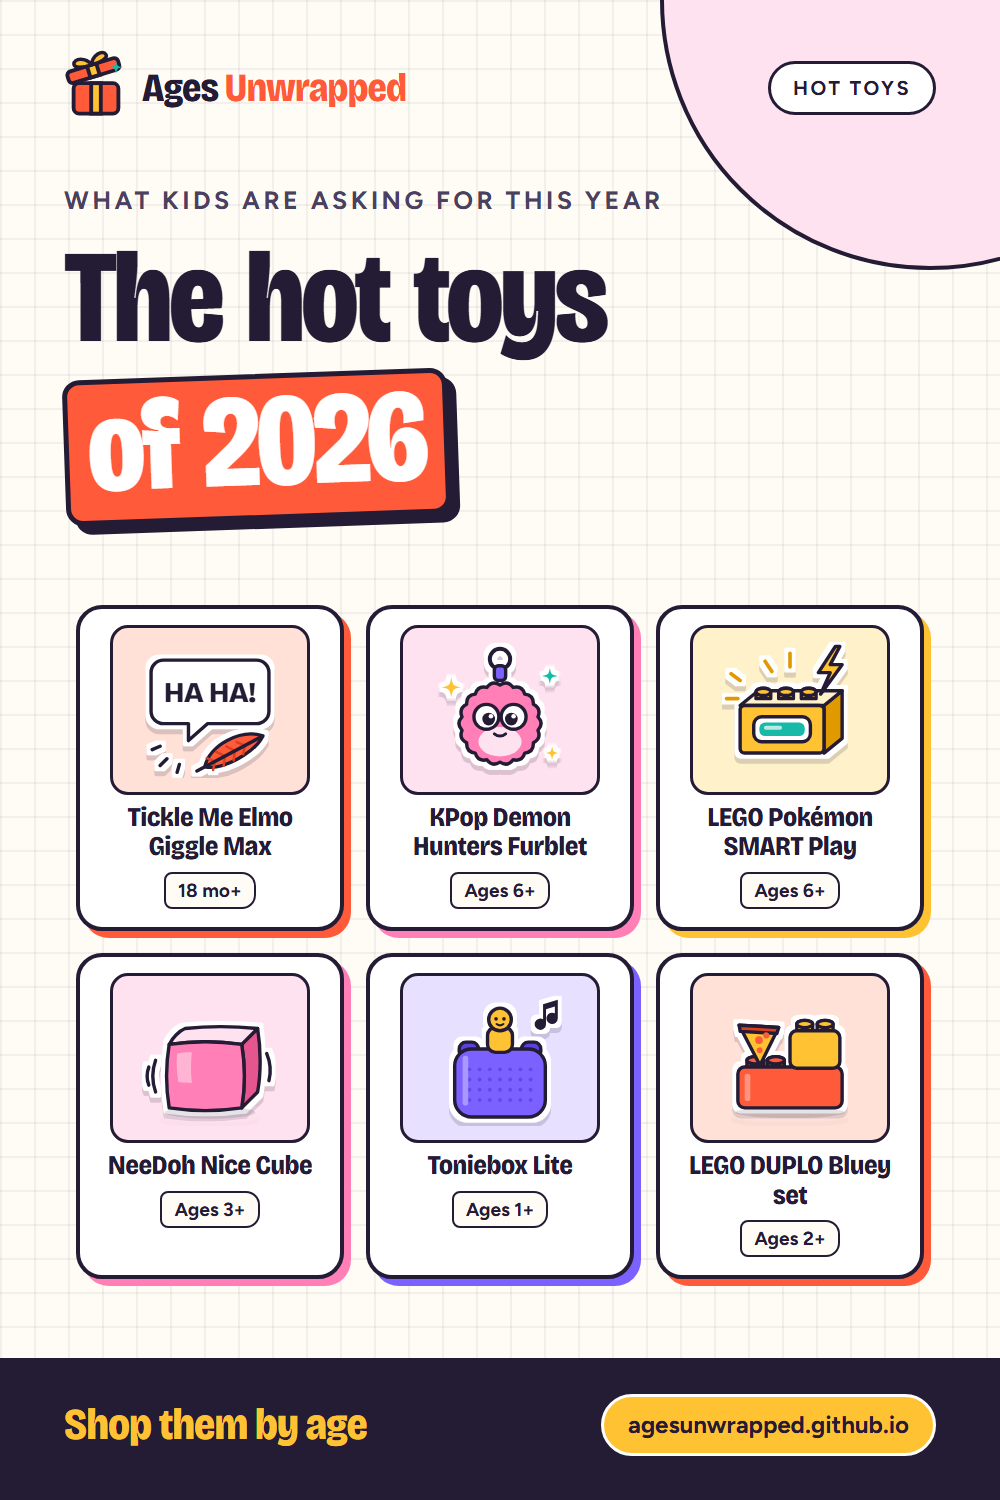 Ages Unwrapped
HOT TOYS
WHAT KIDS ARE ASKING FOR THIS YEAR
The hot toys
of 2026
HA HA!
Tickle Me Elmo
Giggle Max
18 mo+
KPop Demon
Hunters Furblet
Ages 6+
LEGO Pokémon
SMART Play
Ages 6+
NeeDoh Nice Cube
Ages 3+
Toniebox Lite
Ages 1+
LEGO DUPLO Bluey
set
Ages 2+
Shop them by age
agesunwrapped.github.io